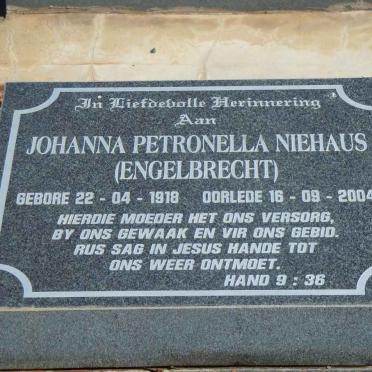 In Liefdevolle Herinnering
Aan
JOHANNA PETRONELLA NIEHAUS
(ENGELBRECHT)
GEBORE 22 - 04 - 1918 OORLEDE 16 - 09 - 2004
HIERDIE MOEDER HET ONS VERSORG,
BY ONS GEWAAK EN VIR ONS GEBID.
RUS SAG IN JESUS HANDE TOT
ONS WEER ONTMOET.
HAND 9 : 36